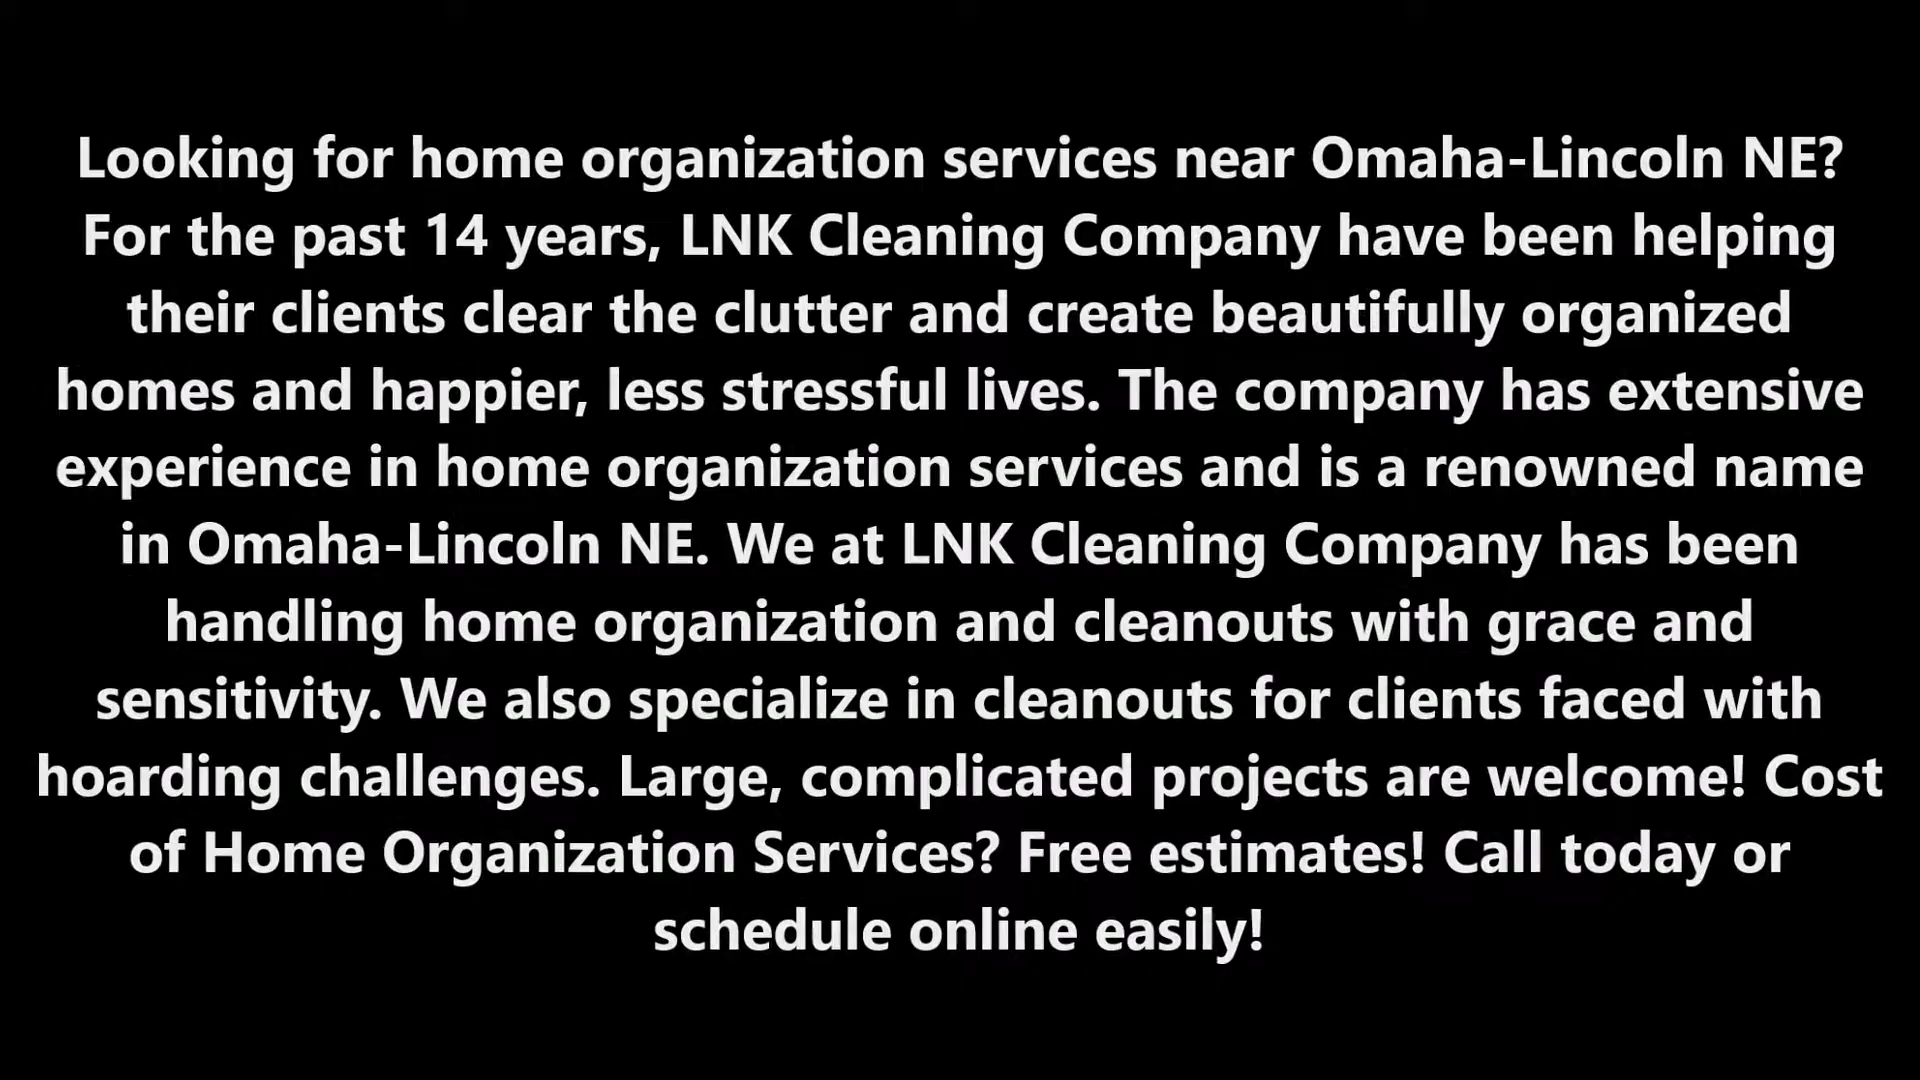 Looking for home organization services near Omaha-Lincoln NE?
For the past 14 years, LNK Cleaning Company have been helping
their clients clear the clutter and create beautifully organized
homes and happier, less stressful lives. The company has extensive
experience in home organization services and is a renowned name
in Omaha-Lincoln NE. We at LNK Cleaning Company has been
handling home organization and cleanouts with grace and
sensitivity. We also specialize in cleanouts for clients faced with
hoarding challenges. Large, complicated projects are welcome! Cost
of Home Organization Services? Free estimates! Call today or
schedule online easily!